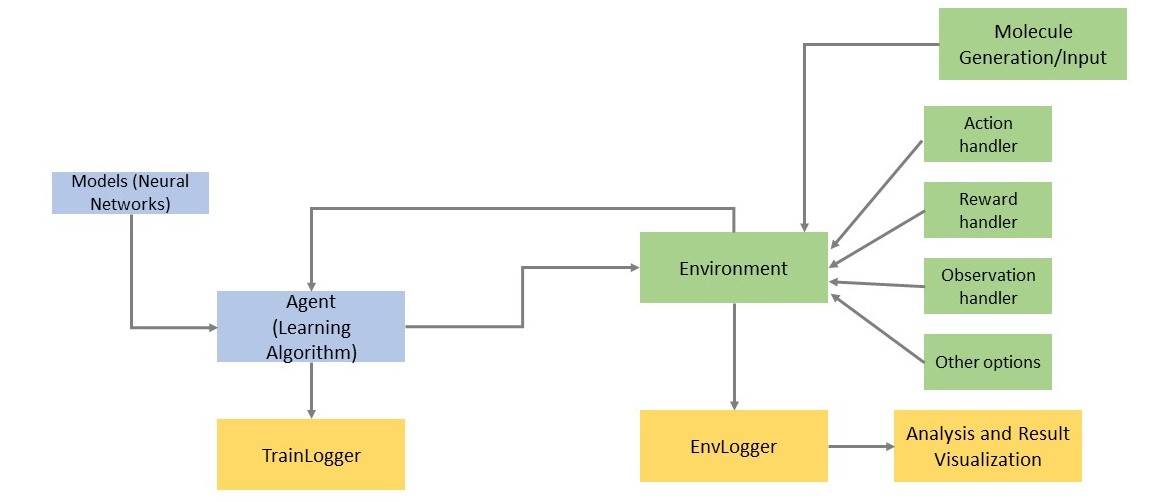 Molecule
Generation/Input
Action
handler
Models (Neural
Networks)
Reward
handler
Environment
Observation
handler
Agent
(Learning
Algorithm)
Other options
TrainLogger
EnvLogger
Analysis and Result
Visualization